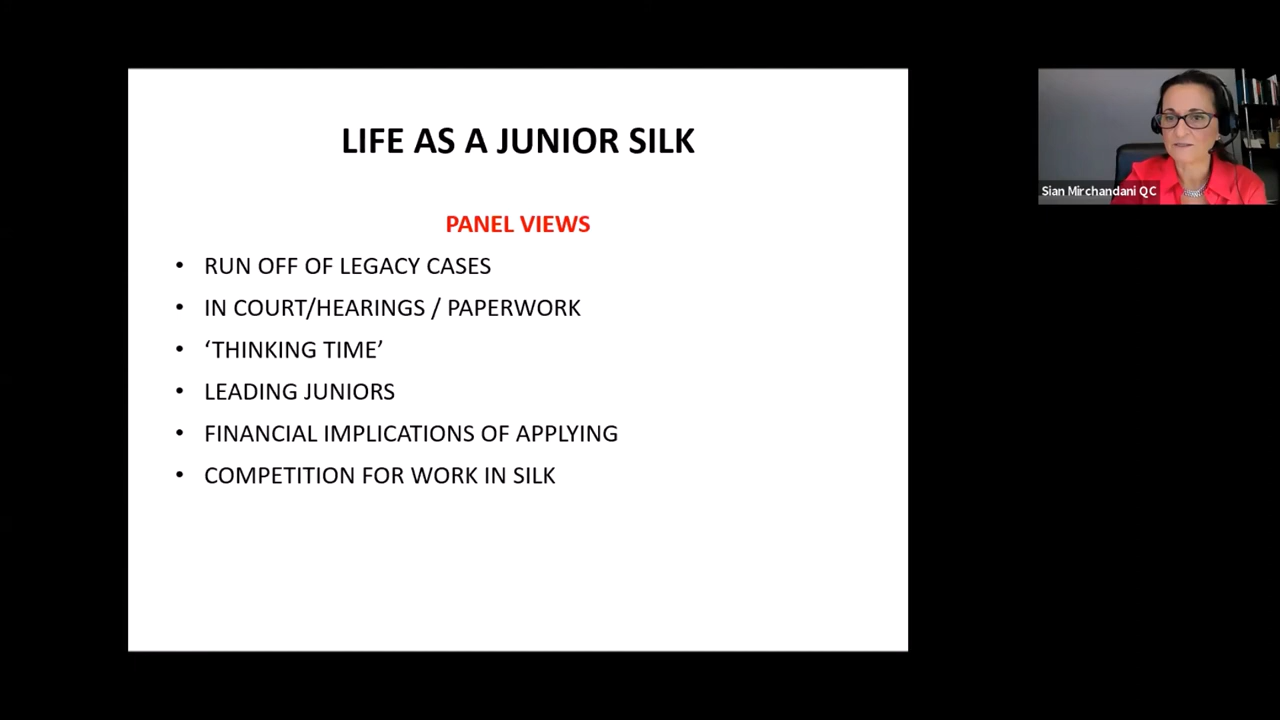 LIFE AS A JUNIOR SILK
PANEL VIEWS
• RUN OFF OF LEGACY CASES
• IN COURT/HEARINGS / PAPERWORK
• ‘THINKING TIME’
• LEADING JUNIORS
• FINANCIAL IMPLICATIONS OF APPLYING
• COMPETITION FOR WORK IN SILK
Sian Mirchandani QC